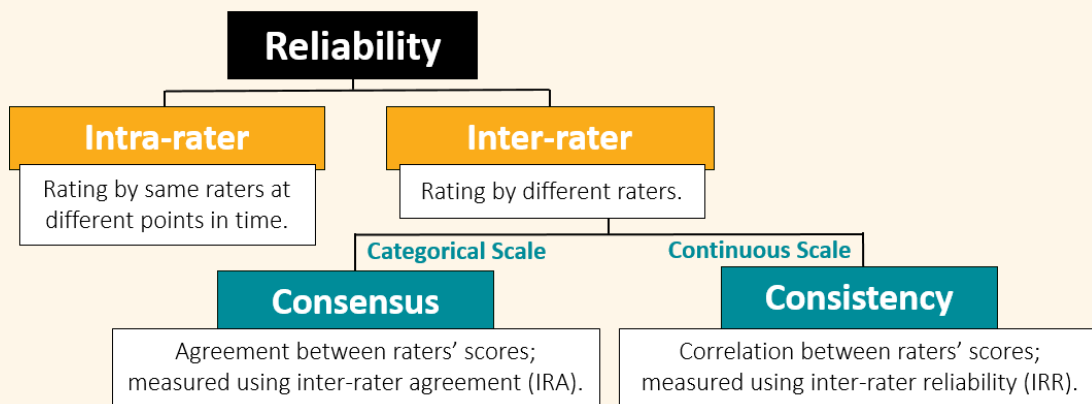 Reliability
Intra-rater
Rating by same raters at
different points in time.
Inter-rater
Rating by different raters.
Categorical Scale
Continuous Scale
Consensus
Agreement between raters’ scores;
measured using inter-rater agreement (IRA).
Consistency
Correlation between raters’ scores;
measured using inter-rater reliability (IRR).